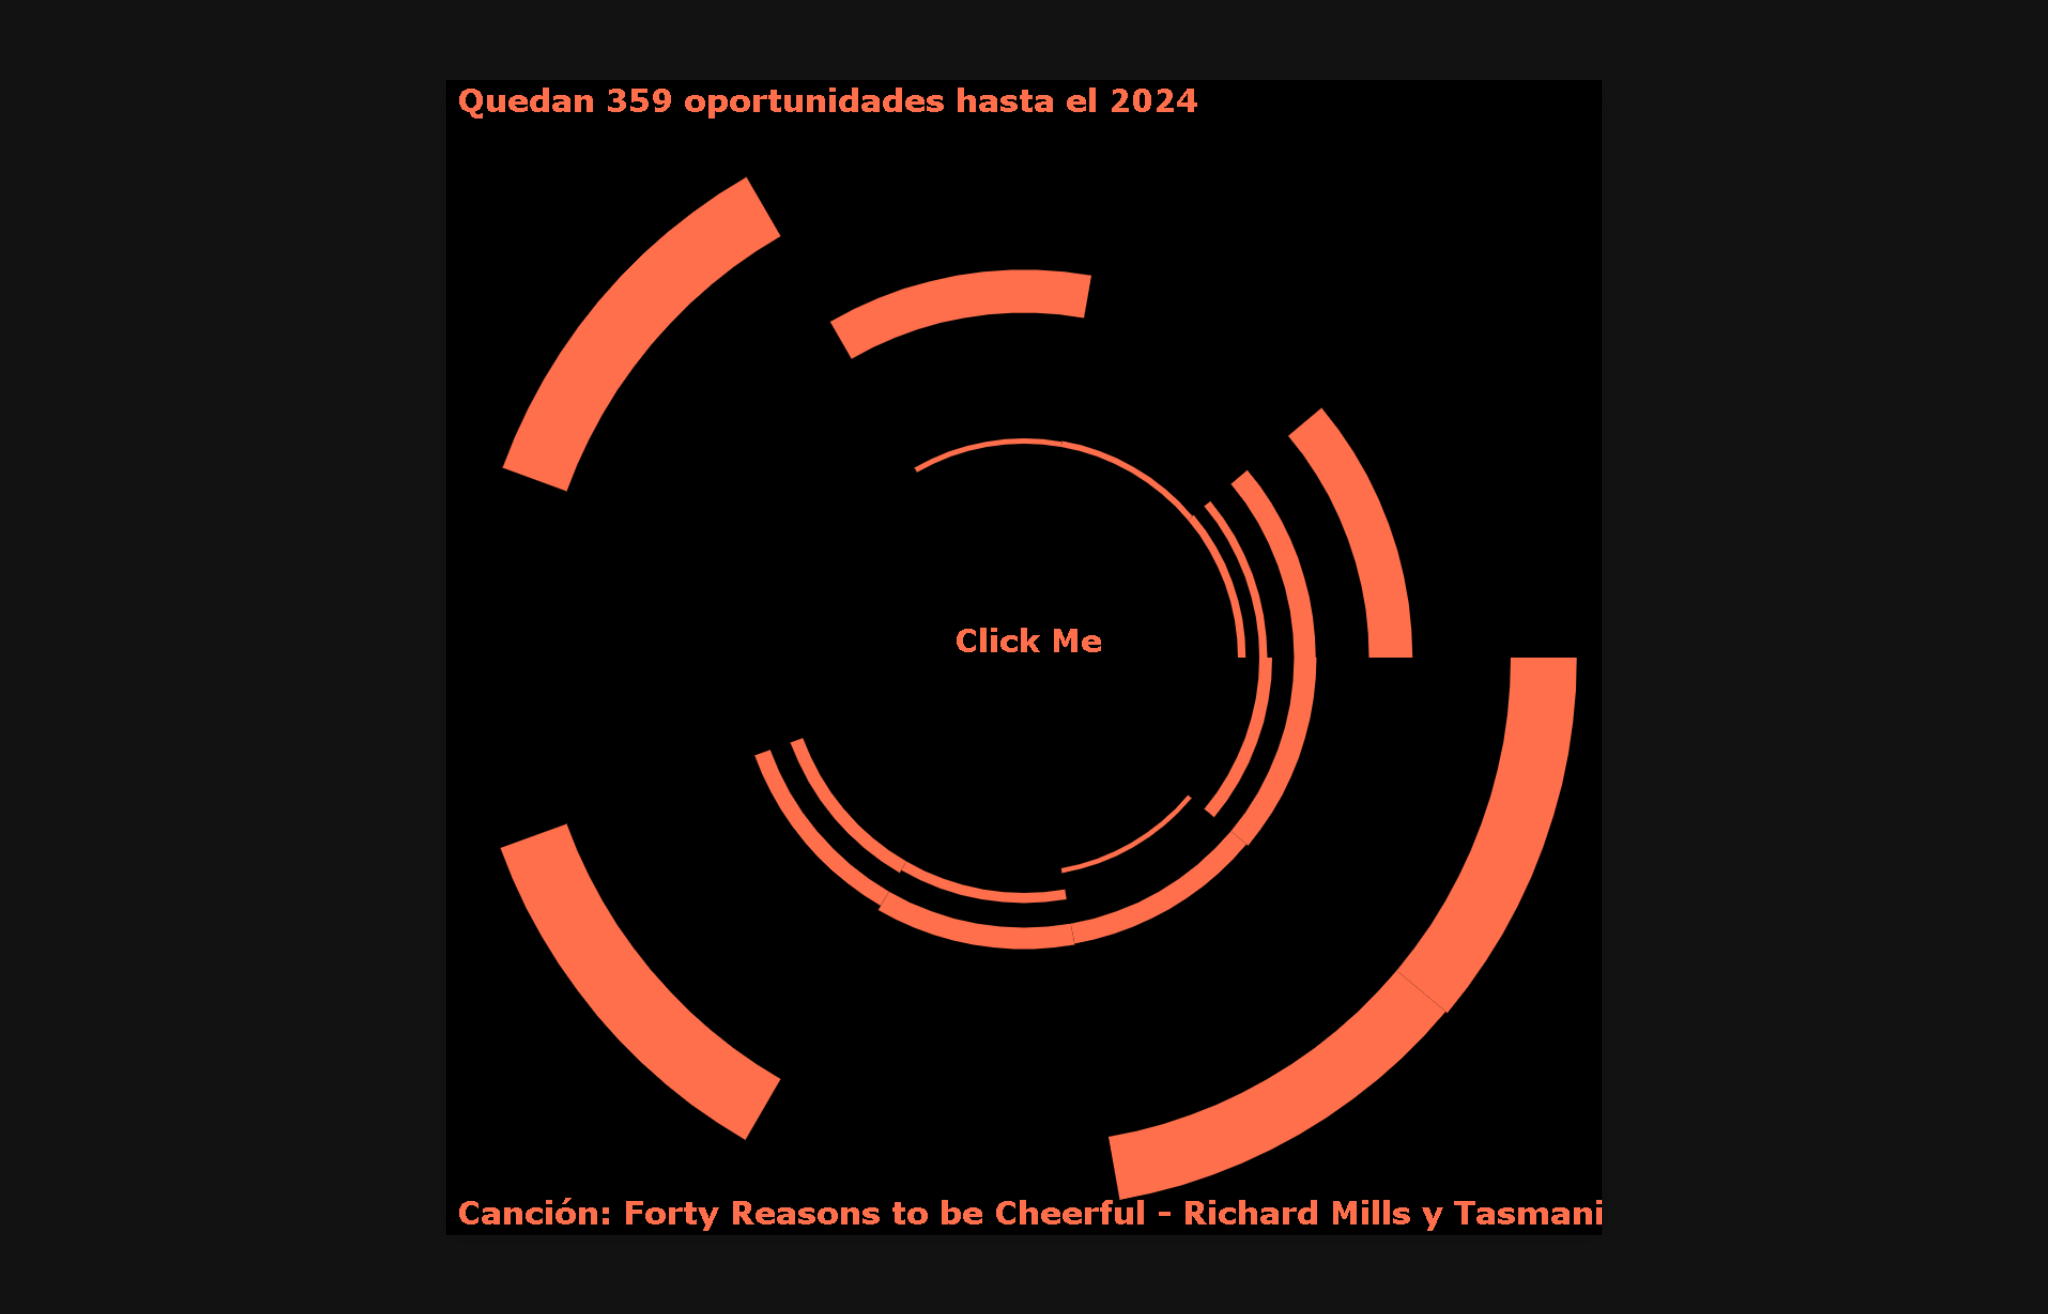 Quedan 359 oportunidades hasta el 2024
Click Me
Canción: Forty Reasons to be Cheerful - Richard Mills y Tasmani